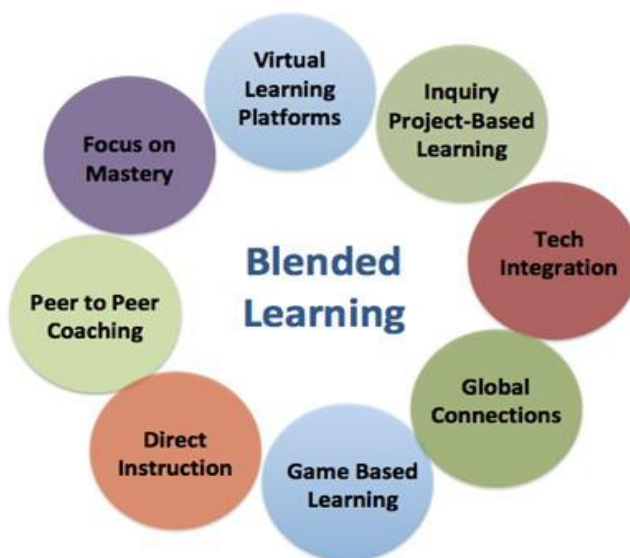 Virtual
Learning
Platforms
Inquiry
Project-Based
Learning
Tech
Integration
Global
Connections
Game Based
Learning
Direct
Instruction
Peer to Peer
Coaching
Focus on
Mastery
Blended
Learning